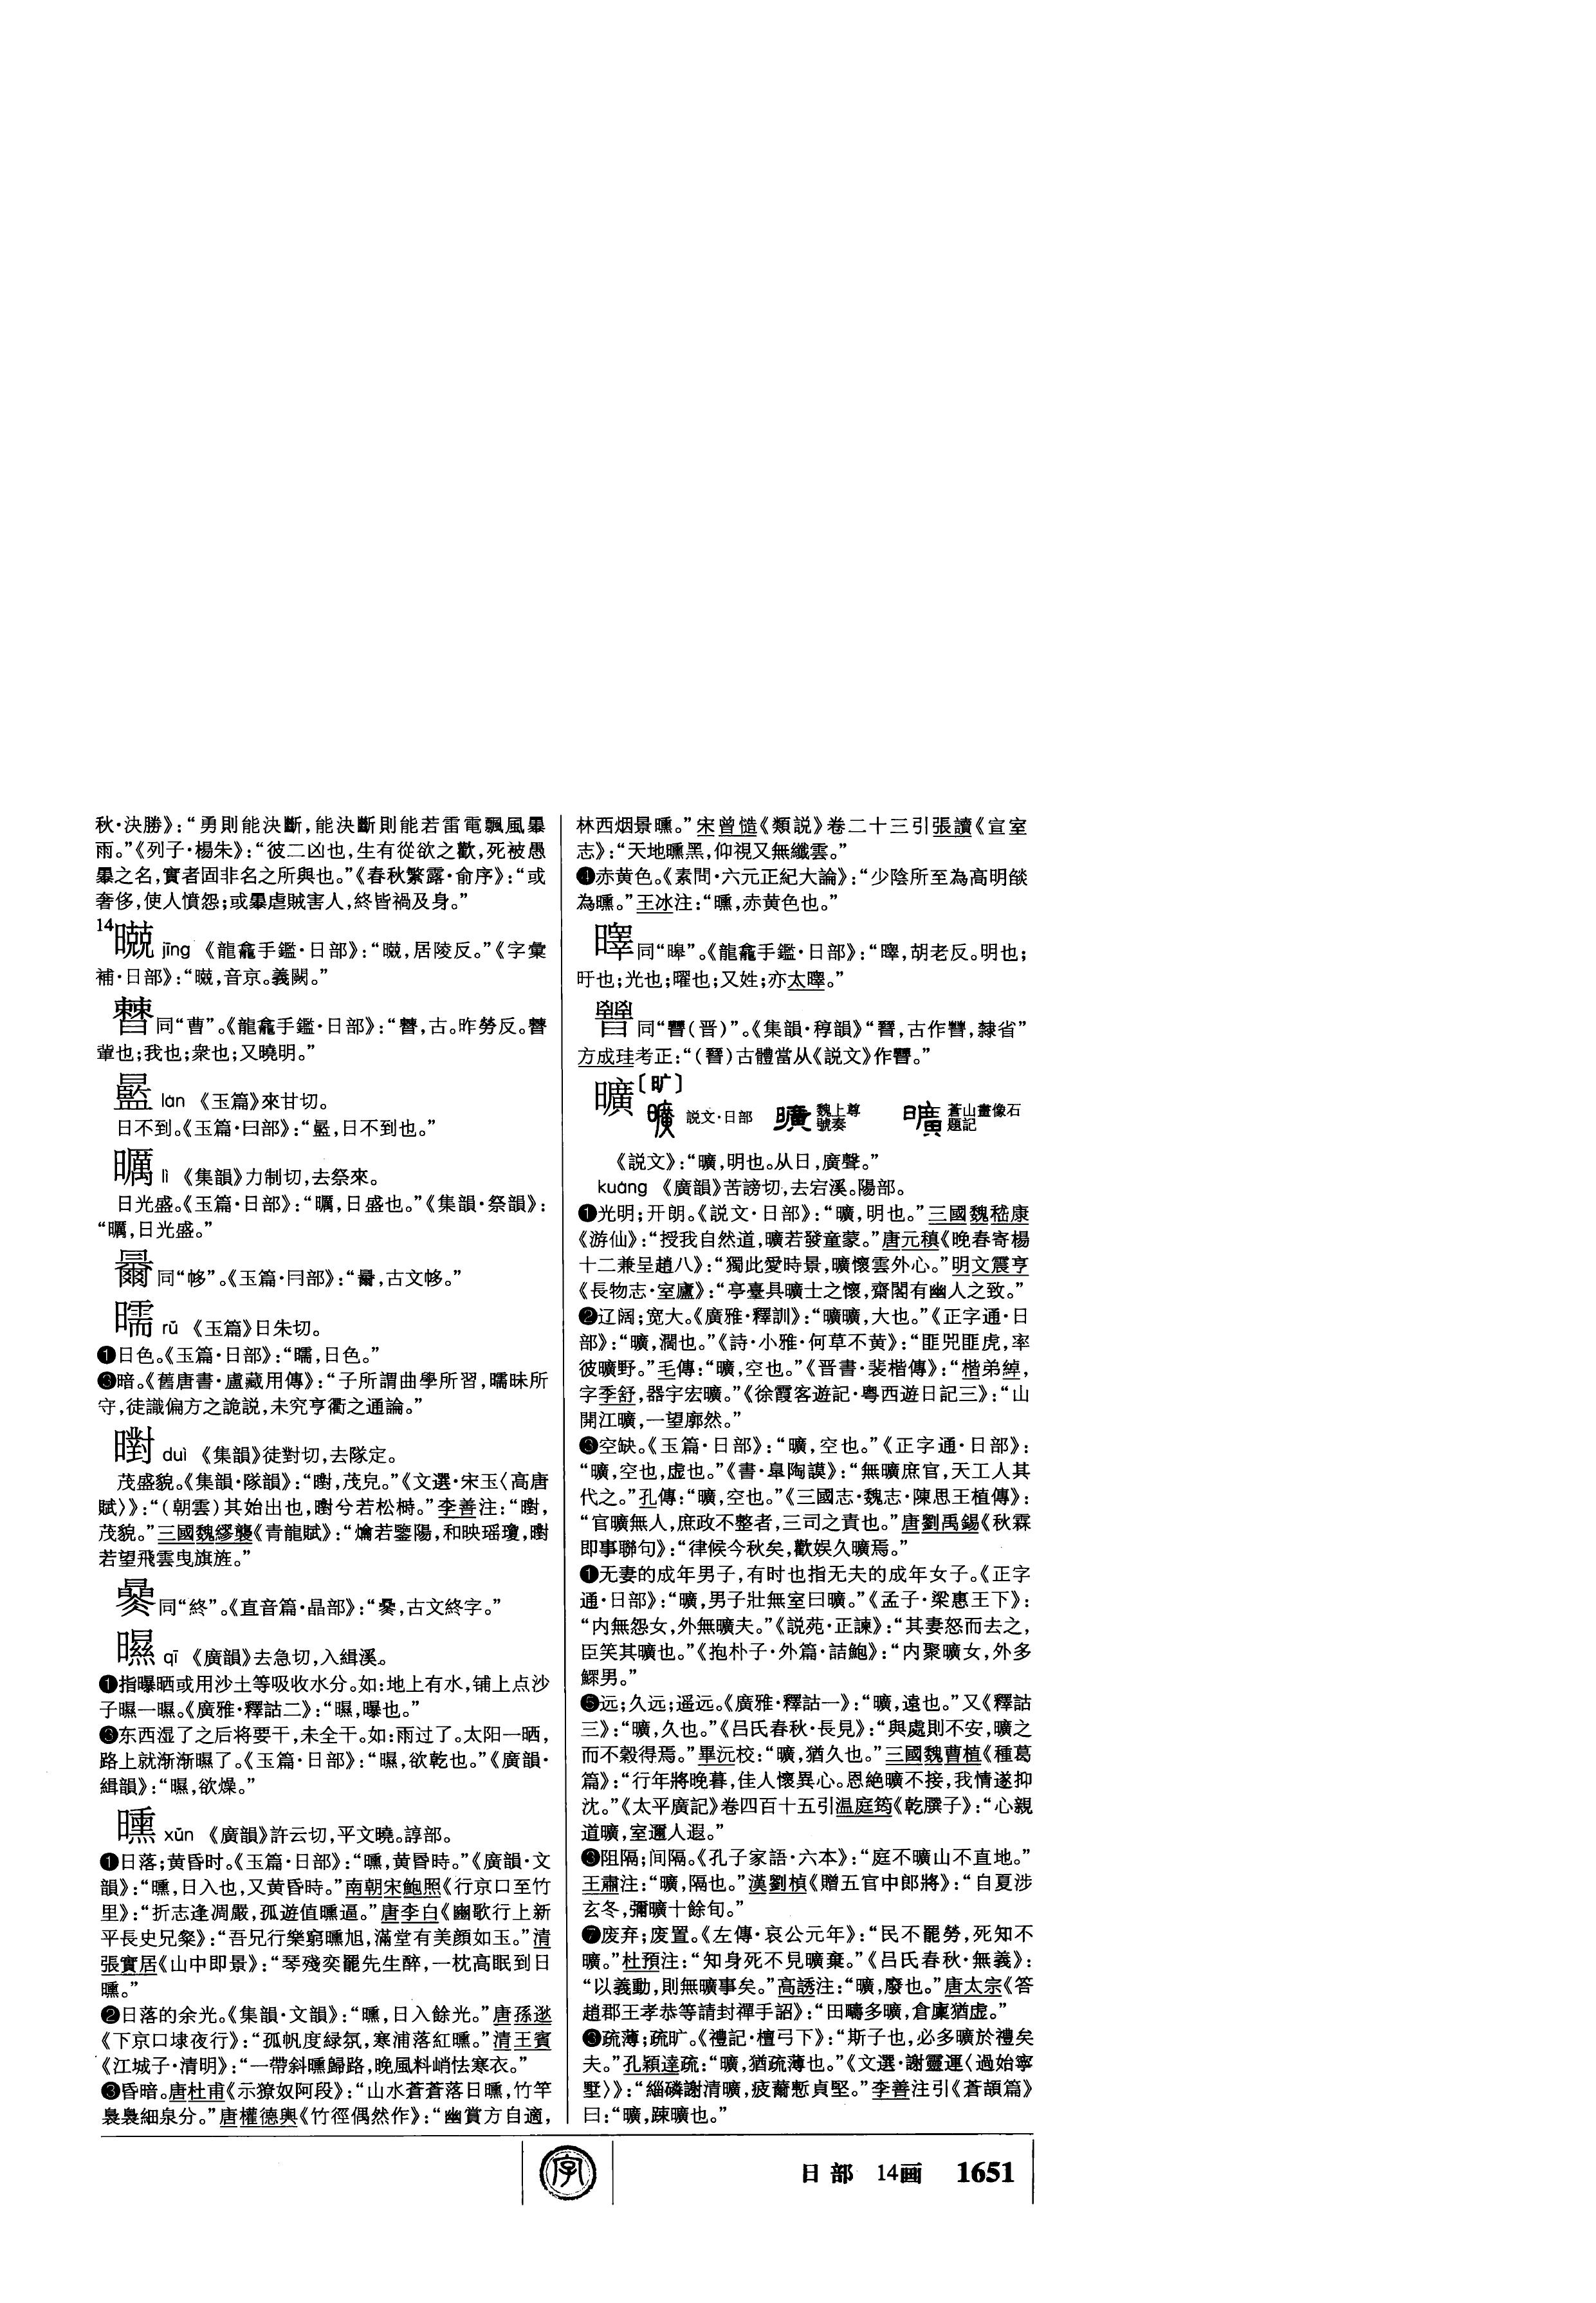 秋·決勝》：“勇則能決斷，能決斷則能若雷電飄風暴
雨。”《列子·楊朱》：“彼二凶也，生有從欲之歡，死被愚
暴之名，實者固非名之所與也。”《春秋繁露·俞序》：“或
奢侈，使人憤怨；或暴虐賊害人，終皆禍及身。”
14
jīng 《龍龕手鑑·日部》：“，居陵反。”《字彙
補·日部》：“，音京。義闕。”
同“曹”。《龍龕手鑑·日部》：“，古。昨勞反。
輩也；我也；衆也；又曉明。”
lán 《玉篇》來甘切。
日不到。《玉篇·日部》：“，日不到也。”
曞 lì 《集韻》力制切，去祭來。
日光盛。《玉篇·日部》：“曞，日盛也。”《集韻·祭韻》：
“曞，日光盛。”
同“㡀”。《玉篇·冃部》：“，古文㡀。”
曘 rú 《玉篇》日朱切。
❶日色。《玉篇·日部》：“曘，日色。”
❷暗。《舊唐書·盧藏用傳》：“子所謂曲學所習，曘昧所
守，徒識偏方之詭説，未究亨衢之通論。”
㬣 duì 《集韻》徒對切，去隊定。
茂盛貌。《集韻·隊韻》：“㬣，茂皃。”《文選·宋玉〈高唐
賦〉》：“（朝雲）其始出也，㬣兮若松榯。”李善注：“㬣，
茂貌。”三國魏繆襲《青龍賦》：“爚若鑒陽，和映瑶瓊，㬣
若望飛雲曳旗旌。”
同“終”。《直音篇·晶部》：“，古文終字。”
㬤 qī 《廣韻》去急切，入緝溪。
❶指曝晒或用沙土等吸收水分。如：地上有水，铺上点沙
子㬤一㬤。《廣雅·釋詁二》：“㬤，曝也。”
❷东西湿了之后将要干，未全干。如：雨过了。太阳一晒，
路上就渐渐㬤了。《玉篇·日部》：“㬤，欲乾也。”《廣韻·
緝韻》：“㬤，欲燥。”
曛 xūn 《廣韻》許云切，平文曉。諄部。
❶日落；黄昏时。《玉篇·日部》：“曛，黄昬時。”《廣韻·文
韻》：“曛，日入也，又黄昏時。”南朝宋鮑照《行京口至竹
里》：“折志逢凋嚴，孤遊值曛逼。”唐李白《豳歌行上新
平長史兄粲》：“吾兄行樂窮曛旭，滿堂有美顔如玉。”清
張實居《山中即景》：“琴殘奕罷先生醉，一枕高眠到日
曛。”
❷日落的余光。《集韻·文韻》：“曛，日入餘光。”唐孫逖
《下京口埭夜行》：“孤帆度緑氛，寒浦落紅曛。”清王賓
《江城子·清明》：“一帶斜曛歸路，晚風料峭怯寒衣。”
❸昏暗。唐杜甫《示獠奴阿段》：“山水蒼蒼落日曛，竹竿
裊裊細泉分。”唐權德輿《竹徑偶然作》：“幽賞方自適，
林西烟景曛。”宋曾慥《類説》卷二十三引張讀《宣室
志》：“天地曛黑，仰視又無纖雲。”
❹赤黄色。《素問·六元正紀大論》：“少陰所至為高明燄
為曛。”王冰注：“曛，赤黄色也。”
曍同“皞”。《龍龕手鑑·日部》：“曍，胡老反。明也；
旴也；光也；曜也；又姓；亦太曍。”
同“㬜（晋）”。《集韻·稕韻》“䁒，古作，隸省”
方成珪考正：“（）古體當从《説文》作。”
曠〔旷〕
説文·日部 魏上尊號奏 蒼山畫像石題記
《説文》：“曠，明也。从日，廣聲。”
kuàng 《廣韻》苦謗切，去宕溪。陽部。
❶光明；开朗。《説文·日部》：“曠，明也。”三國魏嵇康
《游仙》：“授我自然道，曠若發童蒙。”唐元稹《晚春寄楊
十二兼呈趙八》：“獨此愛時景，曠懷雲外心。”明文震亨
《長物志·室廬》：“亭臺具曠士之懷，齋閣有幽人之致。”
❷辽阔；宽大。《廣雅·釋訓》：“曠曠，大也。”《正字通·日
部》：“曠，濶也。”《詩·小雅·何草不黄》：“匪兕匪虎，率
彼曠野。”毛傳：“曠，空也。”《晋書·裴楷傳》：“楷弟綽，
字季舒，器宇宏曠。”《徐霞客遊記·粤西遊日記三》：“山
開江曠，一望廓然。”
❸空缺。《玉篇·日部》：“曠，空也。”《正字通·日部》：
“曠，空也，虚也。”《書·臯陶謨》：“無曠庶官，天工人其
代之。”孔傳：“曠，空也。”《三國志·魏志·陳思王植傳》：
“官曠無人，庶政不整者，三司之責也。”唐劉禹錫《秋霖
即事聯句》：“律候今秋矣，歡娱久曠焉。”
❹无妻的成年男子，有时也指无夫的成年女子。《正字
通·日部》：“曠，男子壯無室曰曠。”《孟子·梁惠王下》：
“内無怨女，外無曠夫。”《説苑·正諫》：“其妻怒而去之，
臣笑其曠也。”《抱朴子·外篇·詰鮑》：“内聚曠女，外多
鰥男。”
❺远；久远；遥远。《廣雅·釋詁一》：“曠，遠也。”又《釋詁
三》：“曠，久也。”《吕氏春秋·長見》：“與處則不安，曠之
而不穀得焉。”畢沅校：“曠，猶久也。”三國魏曹植《種葛
篇》：“行年將晚暮，佳人懷異心。恩絶曠不接，我情遂抑
沈。”《太平廣記》卷四百十五引温庭筠《乾𦠆子》：“心親
道曠，室邇人遐。”
❻阻隔；间隔。《孔子家語·六本》：“庭不曠山不直地。”
王肅注：“曠，隔也。”漢劉楨《贈五官中郎將》：“自夏涉
玄冬，彌曠十餘旬。”
❼废弃；废置。《左傳·哀公元年》：“民不罷勞，死知不
曠。”杜預注：“知身死不見曠棄。”《吕氏春秋·無義》：
“以義動，則無曠事矣。”高誘注：“曠，廢也。”唐太宗《答
趙郡王孝恭等請封禪手詔》：“田疇多曠，倉廩猶虚。”
❽疏薄；疏旷。《禮記·檀弓下》：“斯子也，必多曠於禮矣
夫。”孔穎達疏：“曠，猶疏薄也。”《文選·謝靈運〈過始寧
墅〉》：“緇磷謝清曠，疲薾慙貞堅。”李善注引《蒼頡篇》
曰：“曠，踈曠也。”
字
日部 14画 1651